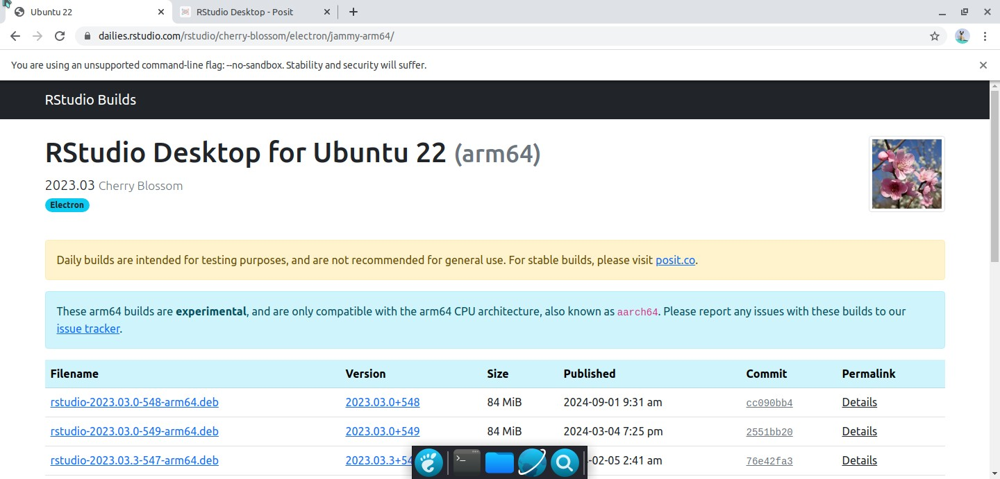 Ubuntu 22
RStudio Desktop - Posit
dailies.rstudio.com/rstudio/cherry-blossom/electron/jammy-arm64/
You are using an unsupported command-line flag: --no-sandbox. Stability and security will suffer.
RStudio Builds
RStudio Desktop for Ubuntu 22 (arm64)
2023.03 Cherry Blossom
Electron
Daily builds are intended for testing purposes, and are not recommended for general use. For stable builds, please visit posit.co.
These arm64 builds are experimental, and are only compatible with the arm64 CPU architecture, also known as aarch64. Please report any issues with these builds to our
issue tracker.
Filename Version Size Published Commit Permalink
rstudio-2023.03.0-548-arm64.deb 2023.03.0+548 84 MiB 2024-09-01 9:31 am cc090bb4 Details
rstudio-2023.03.0-549-arm64.deb 2023.03.0+549 84 MiB 2024-03-04 7:25 pm 2551bb20 Details
rstudio-2023.03.3-547-arm64.deb 2023.03.3+54 -02-05 2:41 am 76e42fa3 Details